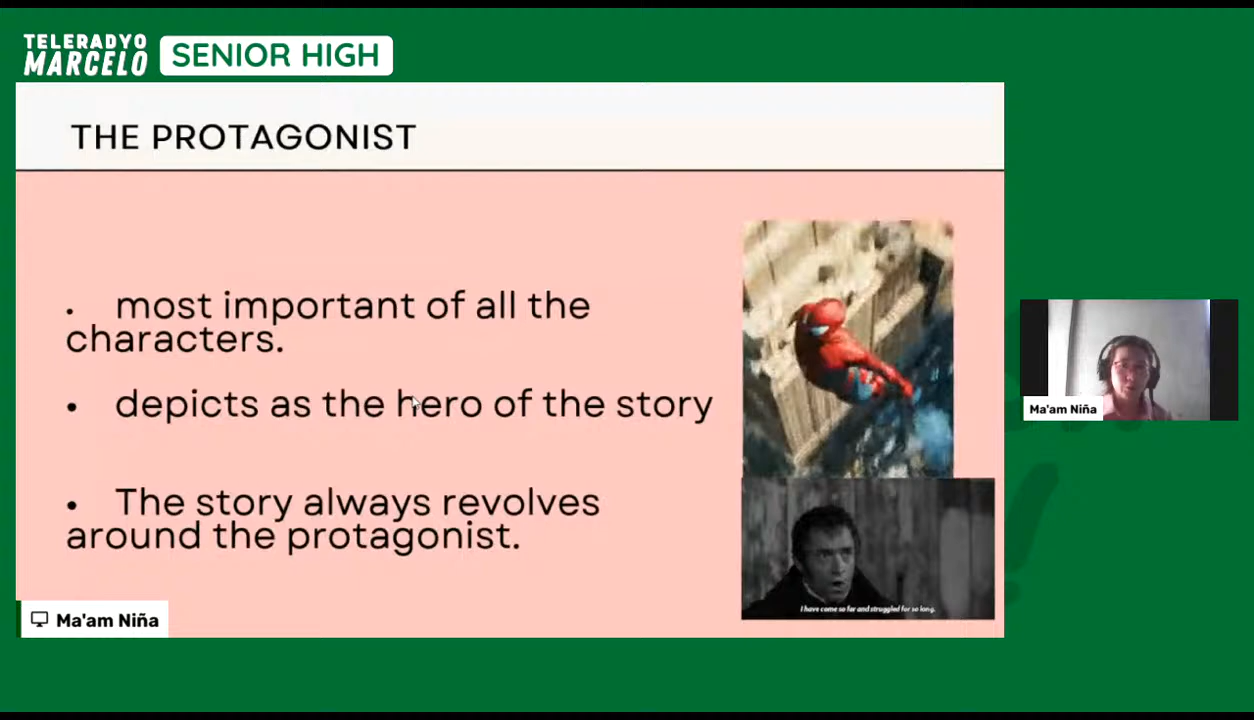 TELERADYO
MARCELO
SENIOR HIGH
THE PROTAGONIST
• most important of all the
characters.
• depicts as the hero of the story
• The story always revolves
around the protagonist.
I have come so far and struggled for so long.
Ma'am Niña
Ma'am Niña